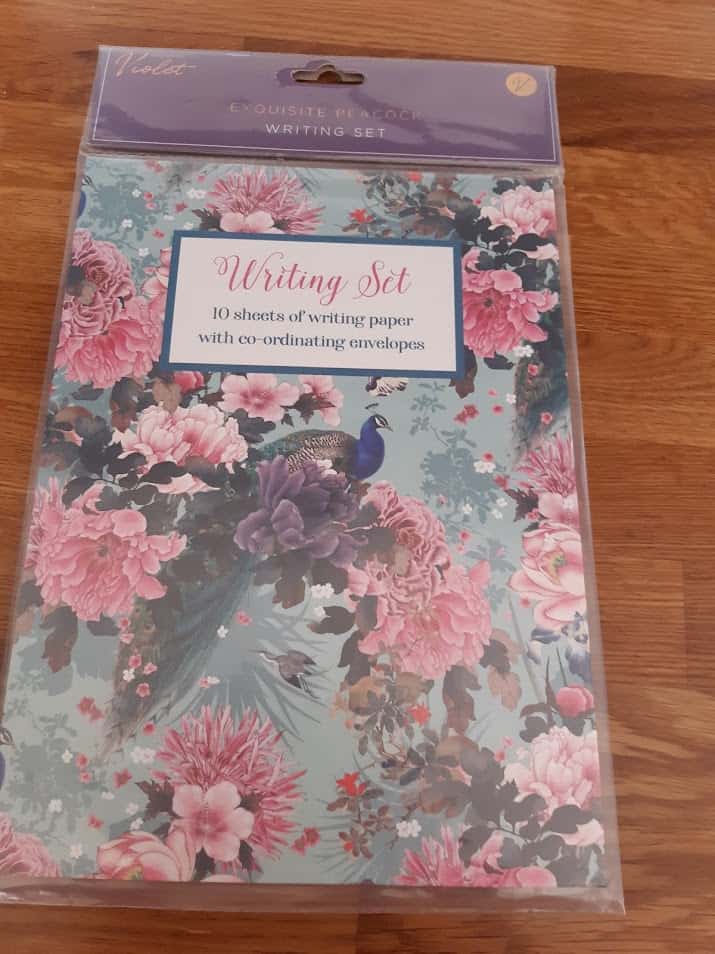 Violet
V
EXQUISITE PEACOCK
WRITING SET
Writing Set
10 sheets of writing paper
with co-ordinating envelopes